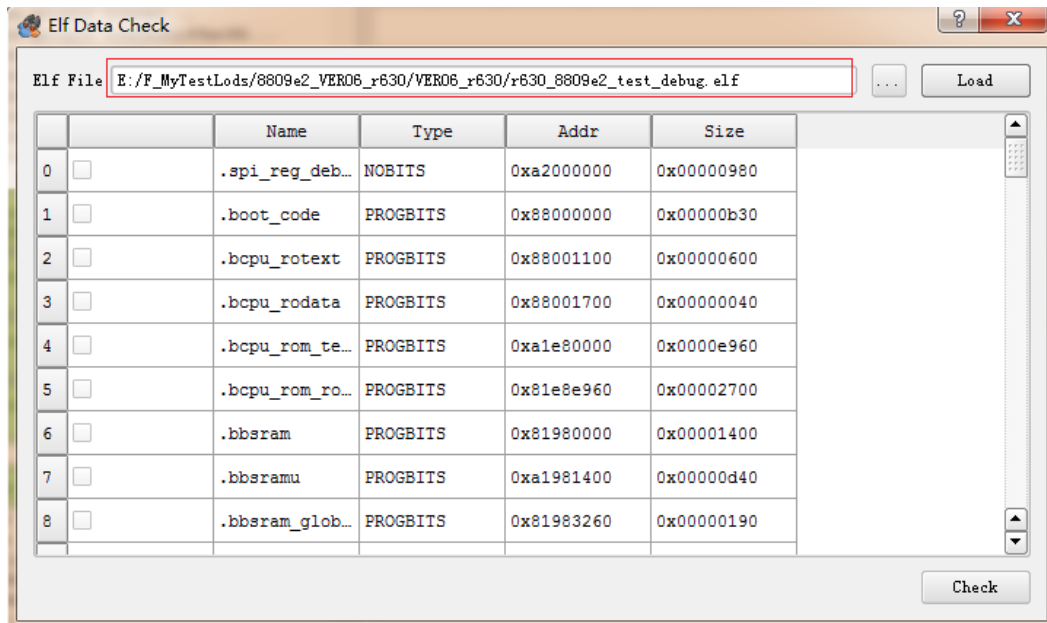 Elf Data Check
Elf File E:/F_MyTestLods/8809e2_VER06_r630/VER06_r630/r630_8809e2_test_debug.elf ... Load
Name Type Addr Size
0 .spi_reg_deb... NOBITS 0xa2000000 0x00000980
1 .boot_code PROGBITS 0x88000000 0x00000b30
2 .bcpu_rotext PROGBITS 0x88001100 0x00000600
3 .bcpu_rodata PROGBITS 0x88001700 0x00000040
4 .bcpu_rom_te... PROGBITS 0xa1e80000 0x0000e960
5 .bcpu_rom_ro... PROGBITS 0x81e8e960 0x00002700
6 .bbsram PROGBITS 0x81980000 0x00001400
7 .bbsramu PROGBITS 0xa1981400 0x00000d40
8 .bbsram_glob... PROGBITS 0x81983260 0x00000190
Check